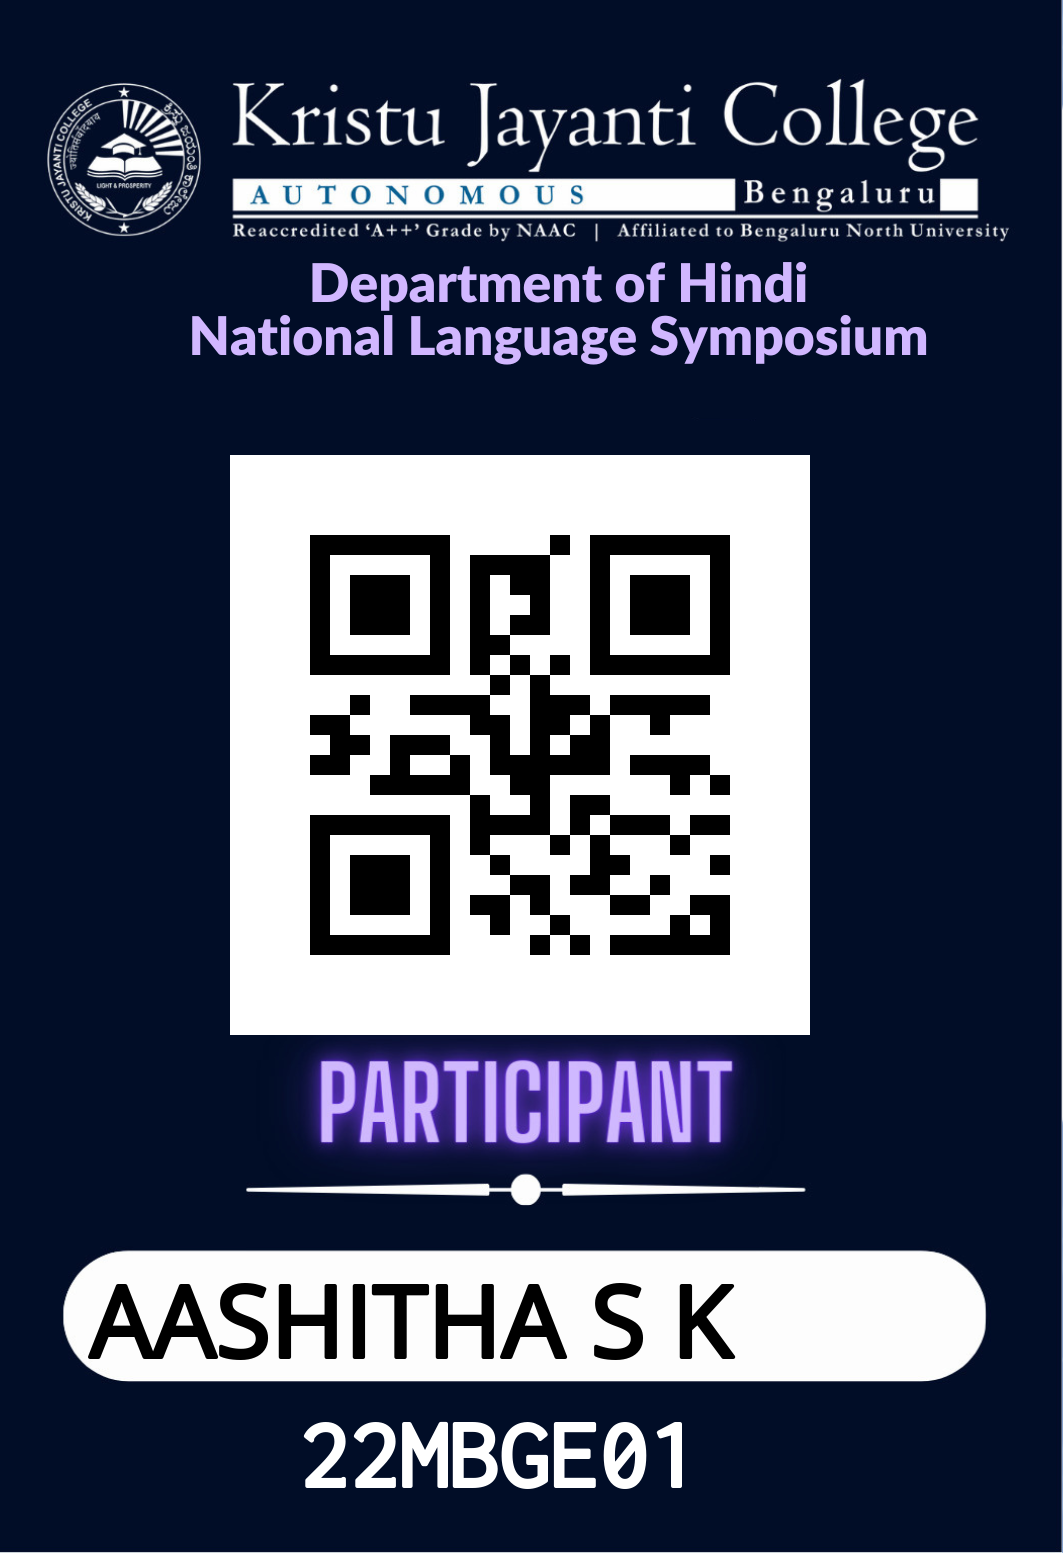 KRISTU JAYANTI COLLEGE
LIGHT & PROSPERITY
Kristu Jayanti College
AUTONOMOUS Bengaluru
Reaccredited ‘A++’ Grade by NAAC | Affiliated to Bengaluru North University
Department of Hindi
National Language Symposium
PARTICIPANT
AASHITHA S K
22MBGE01